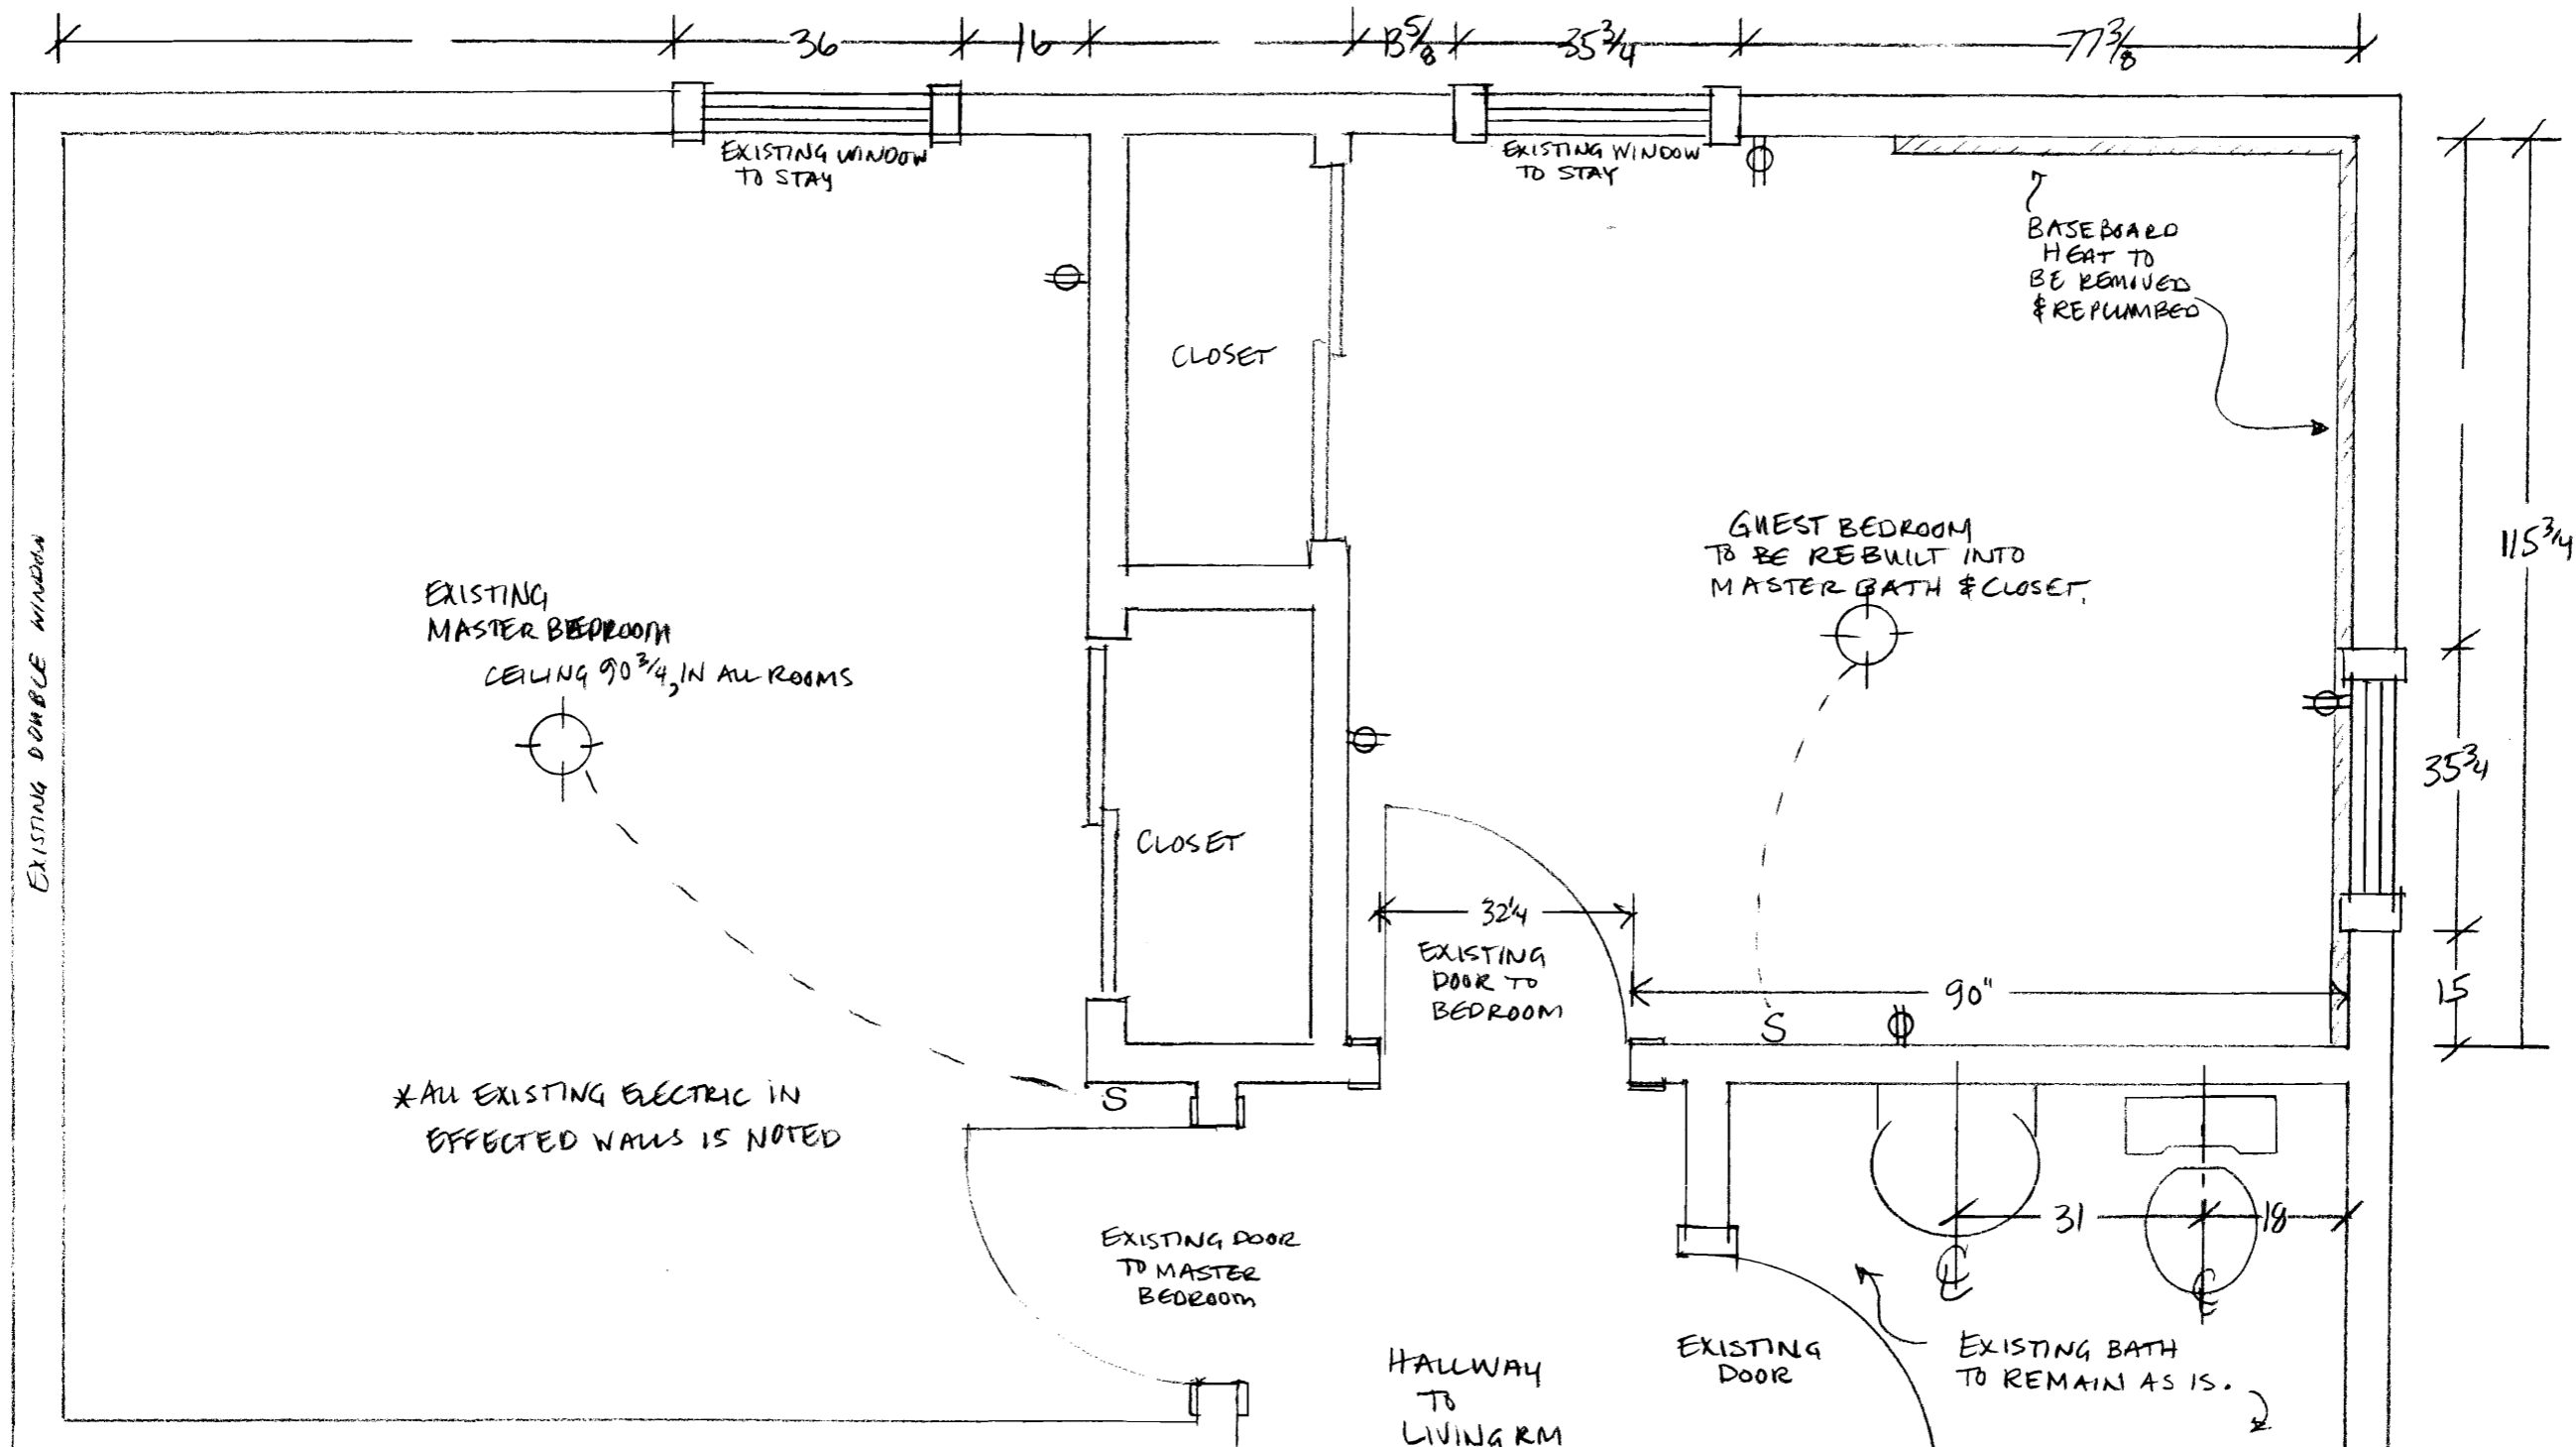 36
16
13 5/8
35 3/4
77 3/8
EXISTING WINDOW
TO STAY
EXISTING WINDOW
TO STAY
BASEBOARD
HEAT TO
BE REMOVED
& REPLUMBED
CLOSET
115 3/4
GUEST BEDROOM
TO BE REBUILT INTO
MASTER BATH & CLOSET.
EXISTING DOUBLE WINDOW
EXISTING
MASTER BEDROOM
CEILING 90 3/4, IN ALL ROOMS
35 3/4
CLOSET
32 1/4
EXISTING
DOOR TO
BEDROOM
90"
15
S
S
*ALL EXISTING ELECTRIC IN
EFFECTED WALLS IS NOTED
31
18
EXISTING DOOR
TO MASTER
BEDROOM
CL
CL
HALLWAY
TO
LIVING RM
EXISTING
DOOR
EXISTING BATH
TO REMAIN AS IS.